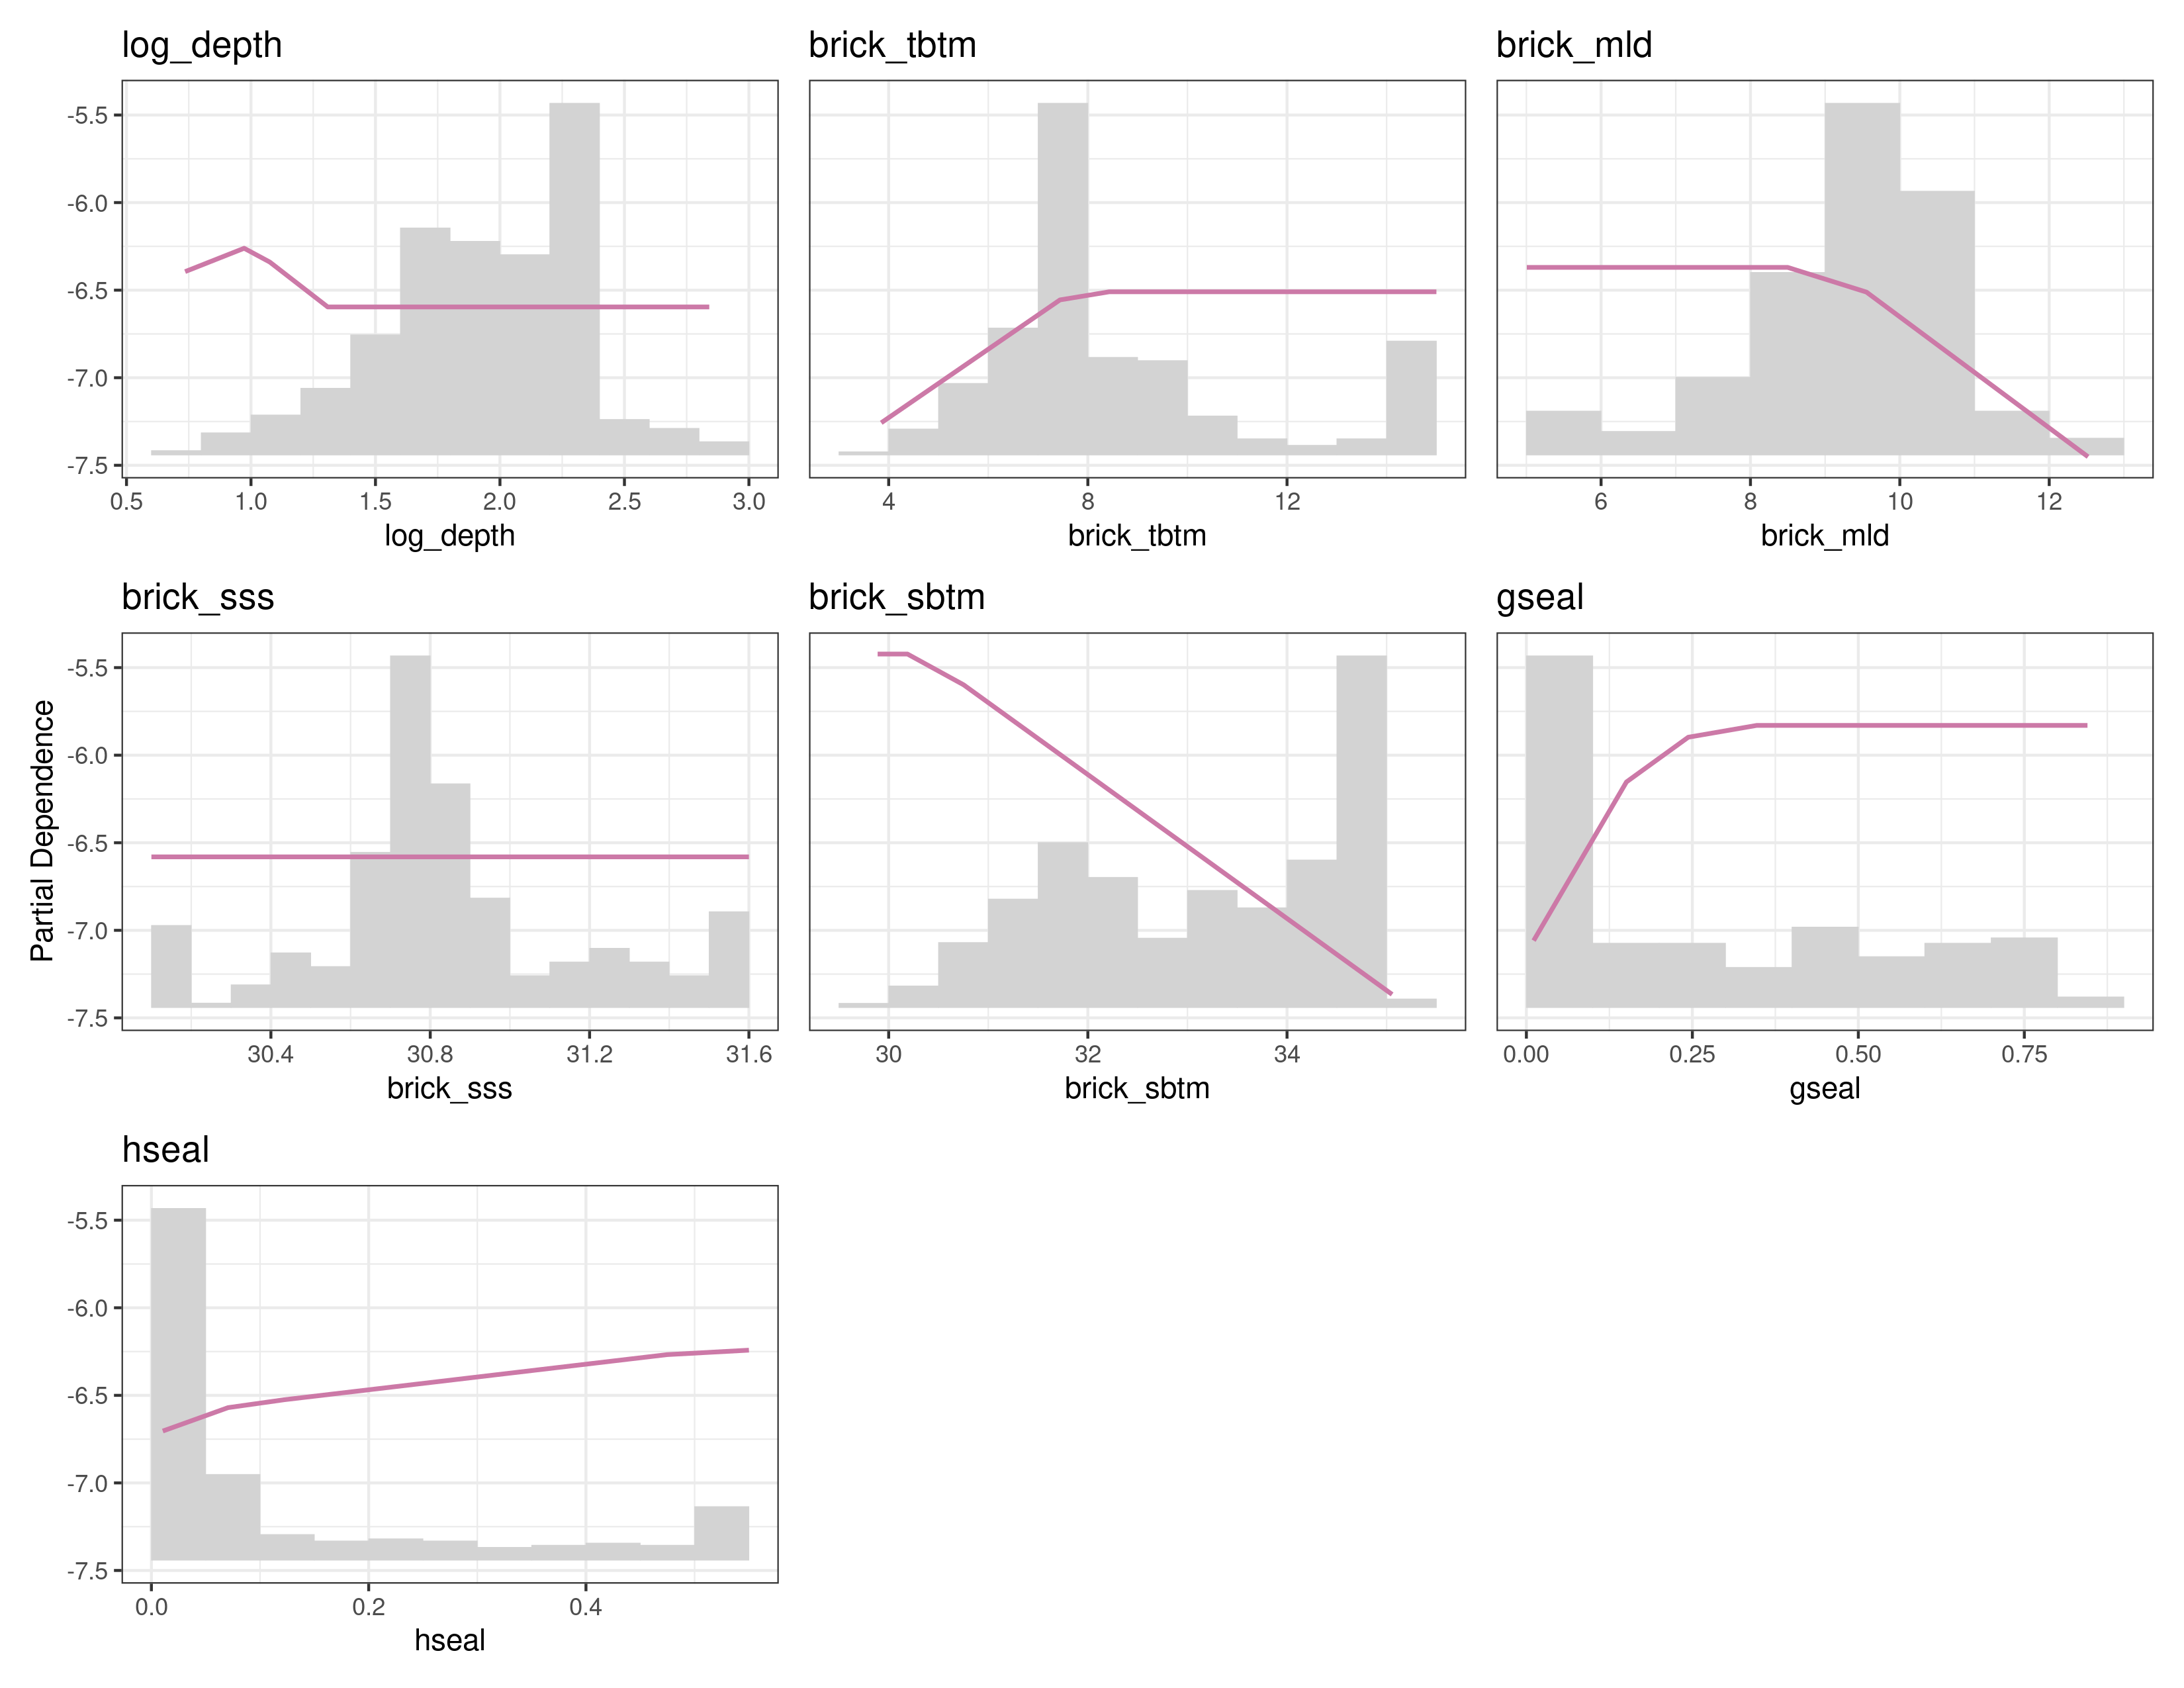 log_depth
brick_tbtm
brick_mld
-5.5
-6.0
-6.5
-7.0
-7.5
0.5 1.0 1.5 2.0 2.5 3.0
4 8 12
6 8 10 12
log_depth
brick_tbtm
brick_mld
brick_sss
brick_sbtm
gseal
Partial Dependence
-5.5
-6.0
-6.5
-7.0
-7.5
30.4 30.8 31.2 31.6
30 32 34
0.00 0.25 0.50 0.75
brick_sss
brick_sbtm
gseal
hseal
-5.5
-6.0
-6.5
-7.0
-7.5
0.0 0.2 0.4
hseal